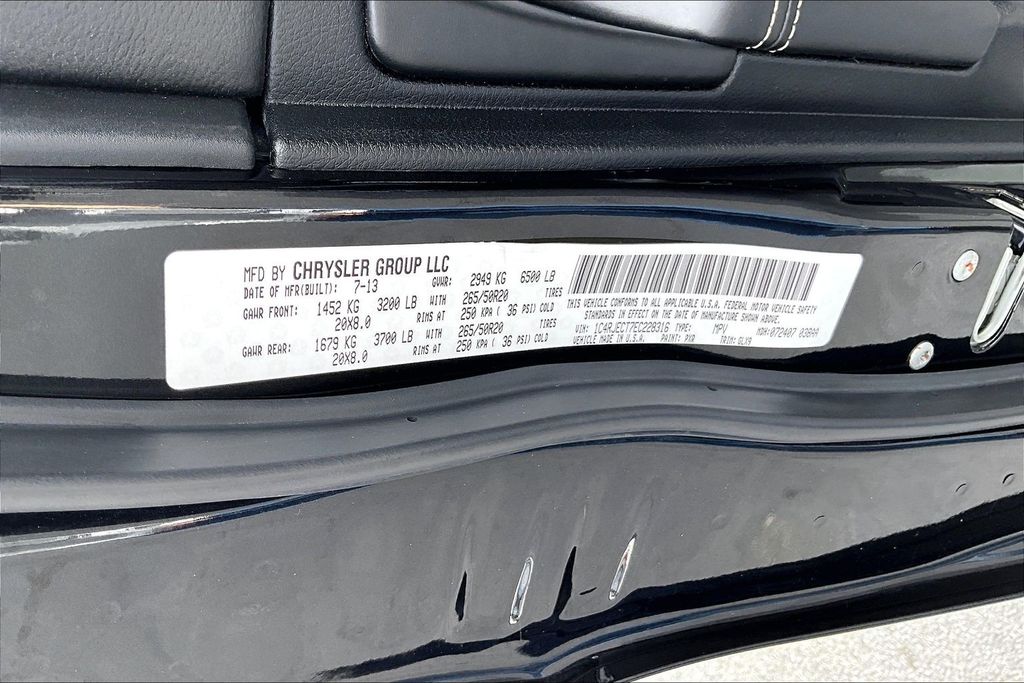 MFD BY CHRYSLER GROUP LLC
DATE OF MFR(BUILT): 7-13 GVWR: 2949 KG 6500 LB
GAWR FRONT: 1452 KG 3200 LB WITH 265/50R20 TIRES
20X8.0 RIMS AT 250 KPA ( 36 PSI) COLD
GAWR REAR: 1679 KG 3700 LB WITH 265/50R20 TIRES
20X8.0 RIMS AT 250 KPA ( 36 PSI) COLD
THIS VEHICLE CONFORMS TO ALL APPLICABLE U.S.A. FEDERAL MOTOR VEHICLE SAFETY
STANDARDS IN EFFECT ON THE DATE OF MANUFACTURE SHOWN ABOVE.
VIN: 1C4RJECT7EC228316 TYPE: MPV MDH: 072407 038AA
MADE IN U.S.A. PAINT: PXR TRIM: GLX9